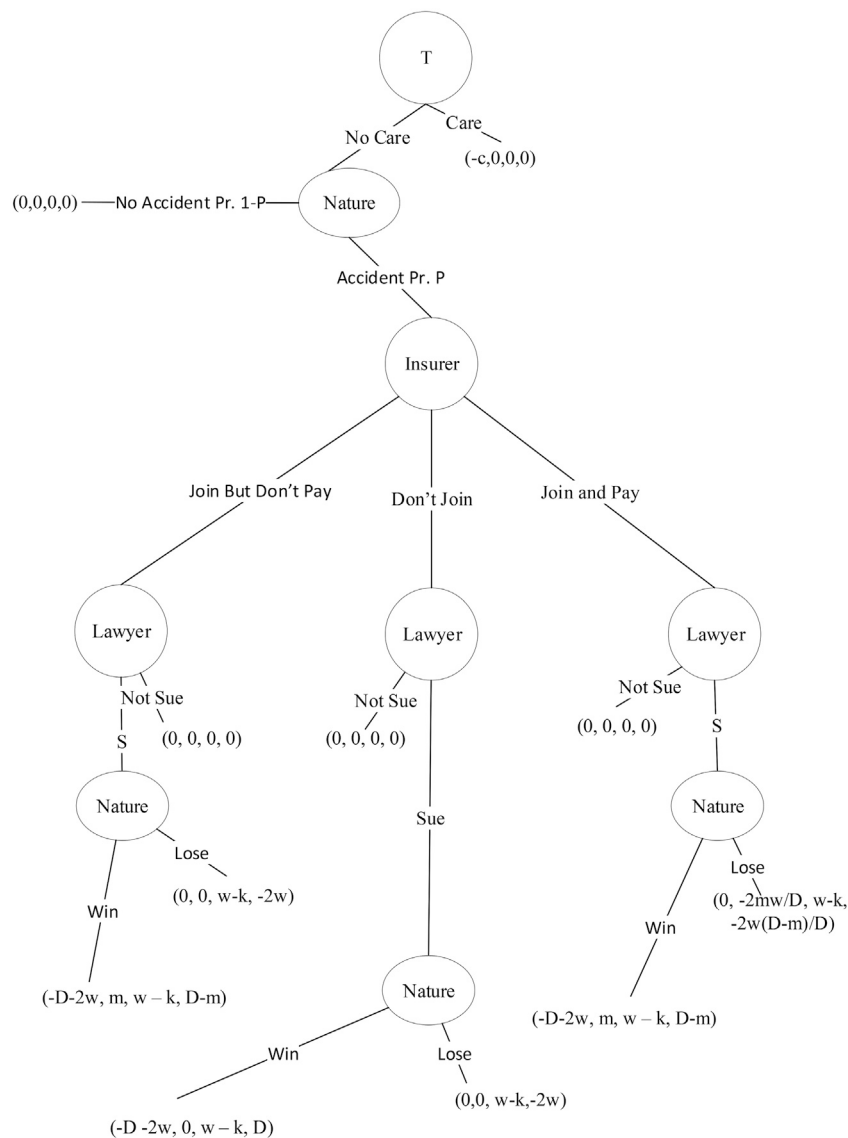 T
Care
No Care
(-c,0,0,0)
(0,0,0,0)
No Accident Pr. 1-P
Nature
Accident Pr. P
Insurer
Join But Don’t Pay
Don’t Join
Join and Pay
Lawyer
Lawyer
Lawyer
Not Sue
Not Sue
Not Sue
(0, 0, 0, 0)
(0, 0, 0, 0)
(0, 0, 0, 0)
S
S
Nature
Sue
Nature
Lose
Lose
(0, 0, w-k, -2w)
(0, -2mw/D, w-k,
-2w(D-m)/D)
Win
Win
(-D-2w, m, w – k, D-m)
Nature
(-D-2w, m, w – k, D-m)
Win
Lose
(0,0, w-k,-2w)
(-D -2w, 0, w – k, D)